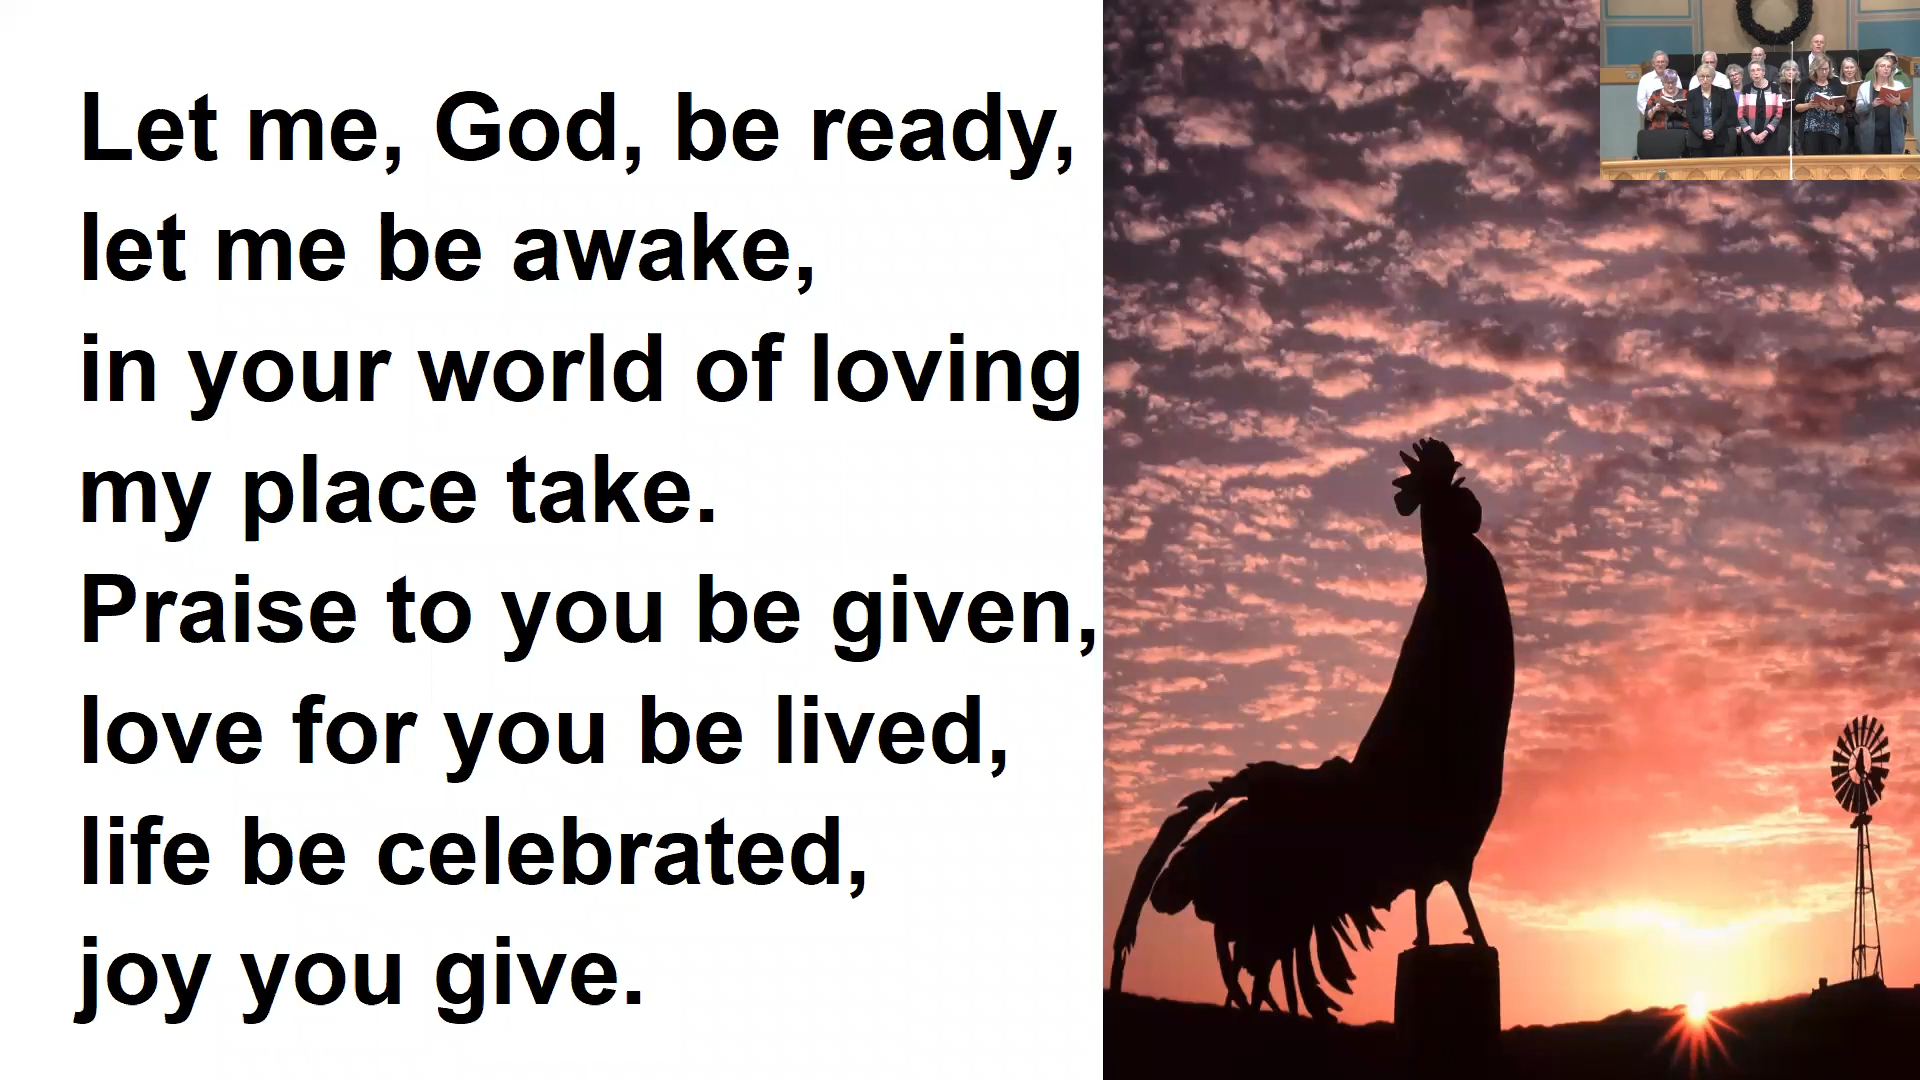 Let me, God, be ready,
let me be awake,
in your world of loving
my place take.
Praise to you be given,
love for you be lived,
life be celebrated,
joy you give.